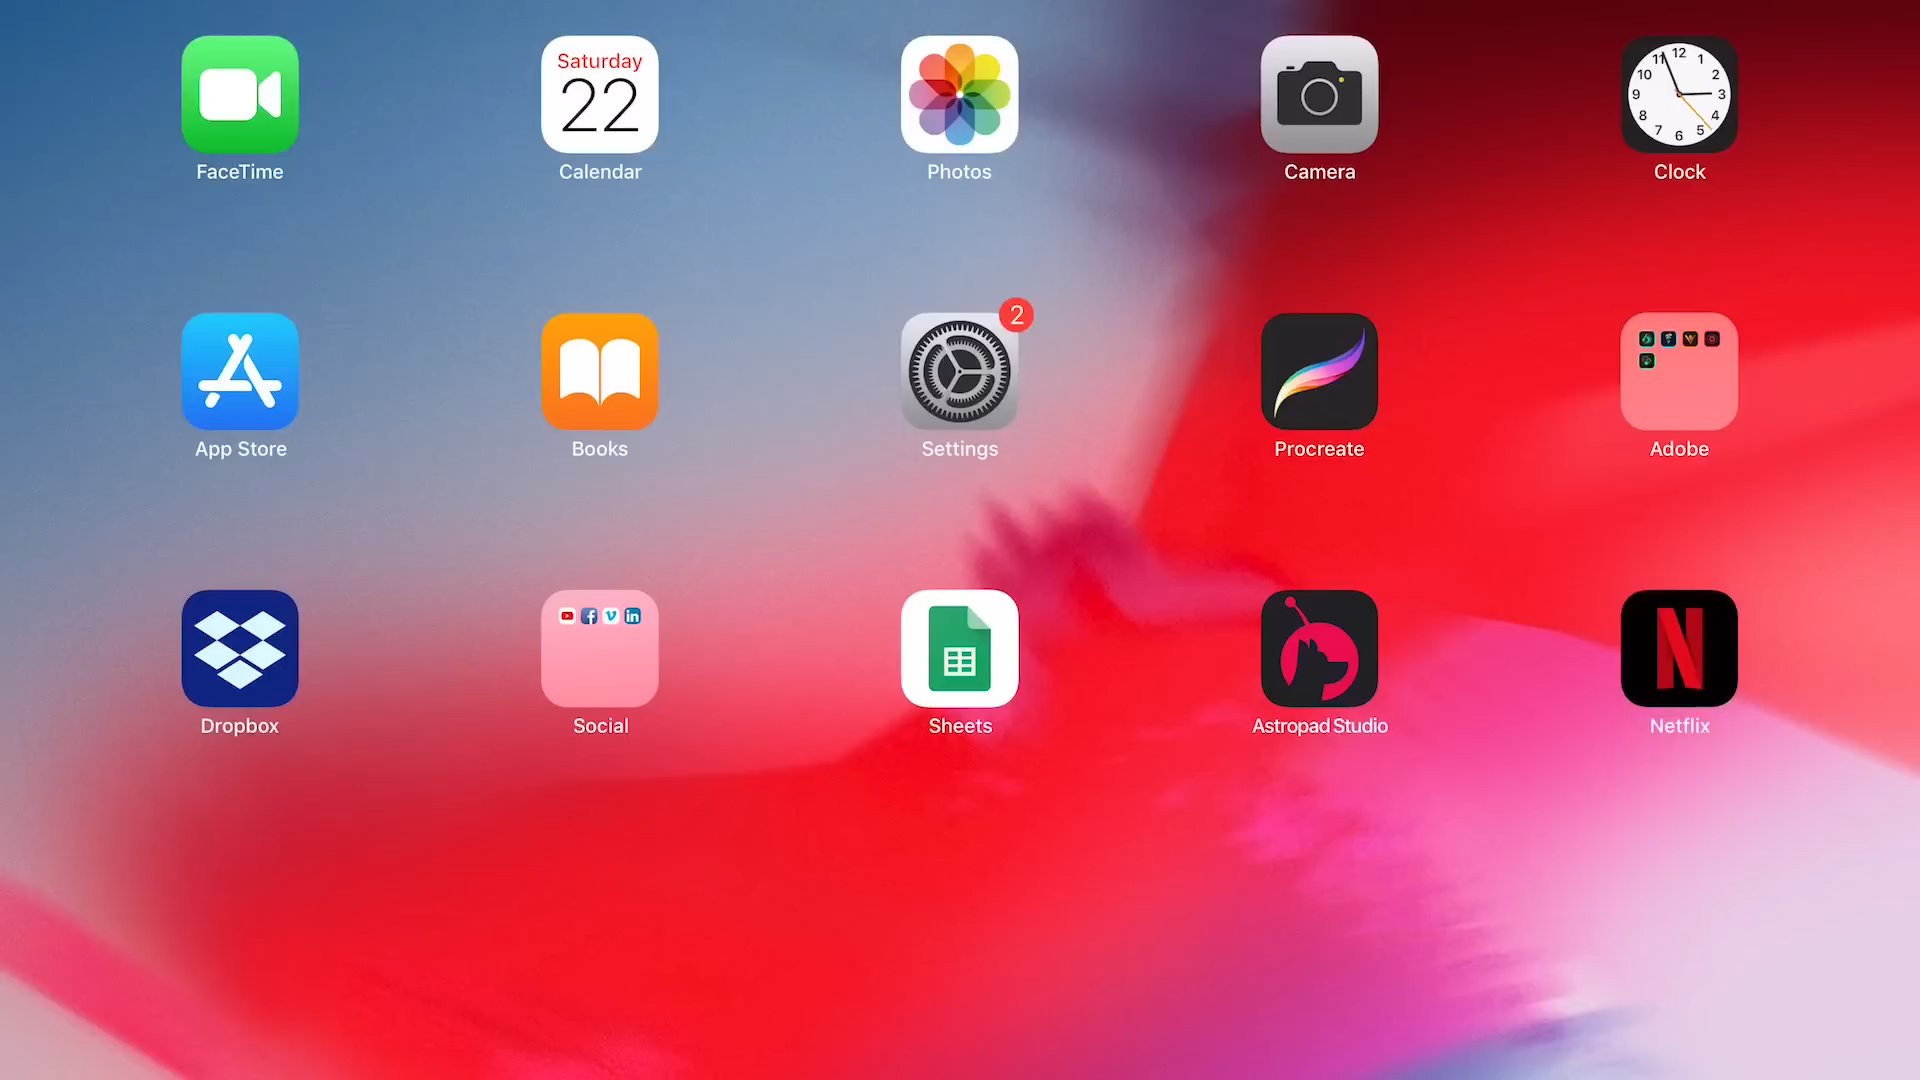 Saturday
22
12
11
1
10
2
9
3
8
4
7
5
6
FaceTime
Calendar
Photos
Camera
Clock
2
App Store
Books
Settings
Procreate
Adobe
f
v
in
N
Dropbox
Social
Sheets
Astropad Studio
Netflix